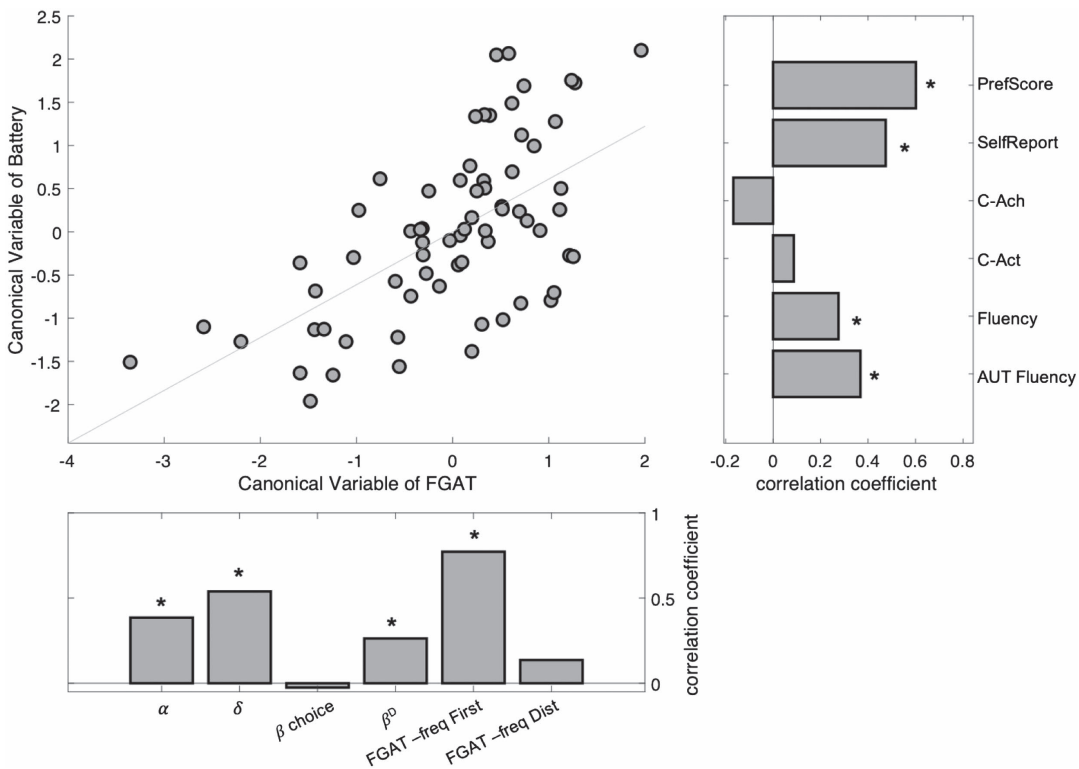 2.5
2
1.5
1
0.5
0
-0.5
-1
-1.5
-2
Canonical Variable of Battery
-4 -3 -2 -1 0 1 2
Canonical Variable of FGAT
* PrefScore
* SelfReport
C-Ach
C-Act
* Fluency
* AUT Fluency
-0.2 0 0.2 0.4 0.6 0.8
correlation coefficient
* * * *
1
0.5
0
correlation coefficient
α δ β choice βᴰ FGAT –freq First FGAT –freq Dist